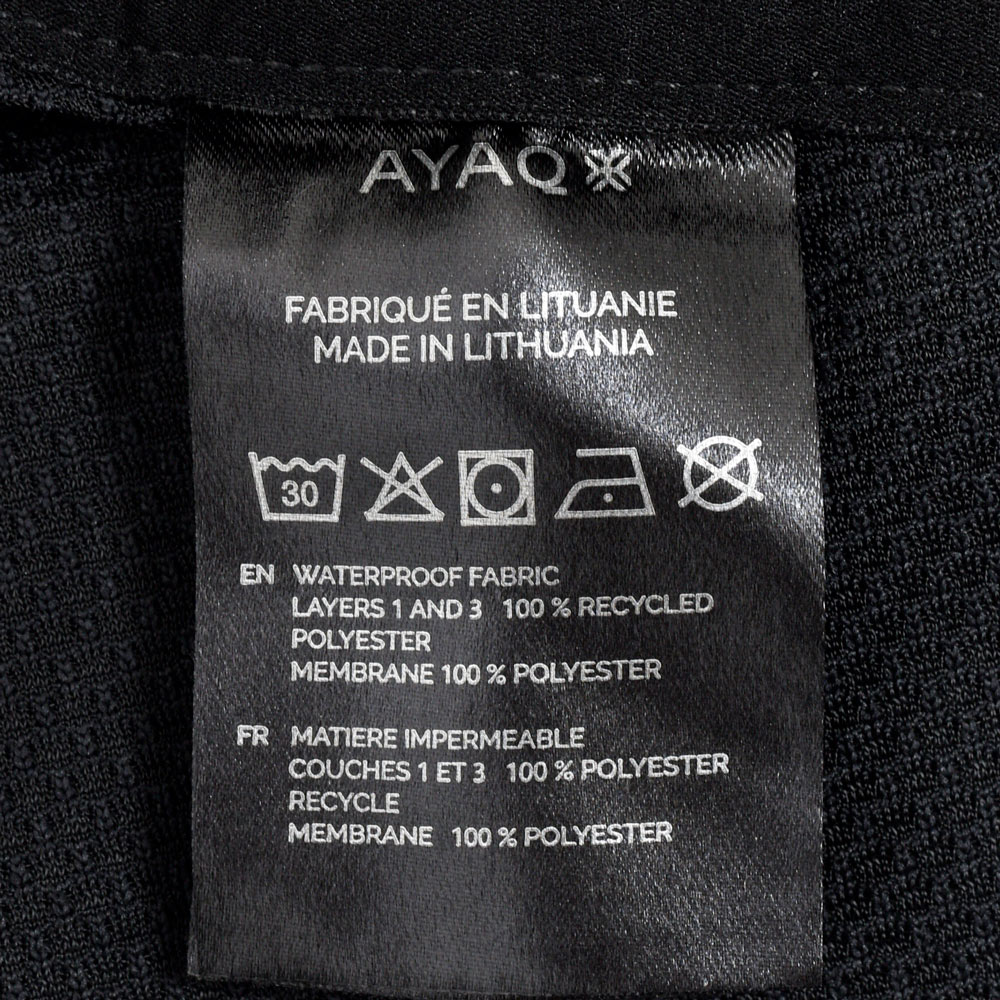 AYAQ
FABRIQUÉ EN LITUANIE
MADE IN LITHUANIA
30
EN WATERPROOF FABRIC
LAYERS 1 AND 3 100 % RECYCLED
POLYESTER
MEMBRANE 100 % POLYESTER
FR MATIERE IMPERMEABLE
COUCHES 1 ET 3 100 % POLYESTER
RECYCLE
MEMBRANE 100 % POLYESTER